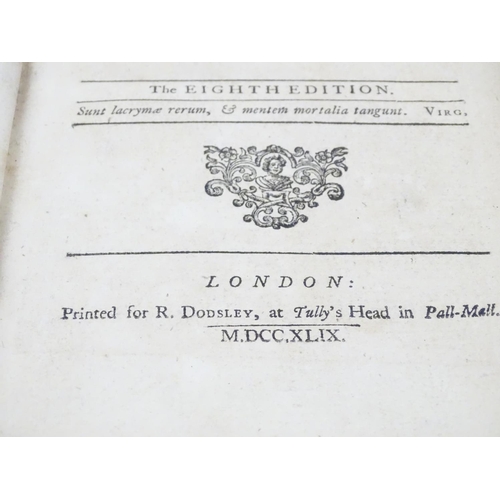 The EIGHTH EDITION.
Sunt lacrymæ rerum, & mentem mortalia tangunt. VIRG.
LONDON:
Printed for R. DODSLEY, at Tully's Head in Pall-Mall.
M.DCC.XLIX.